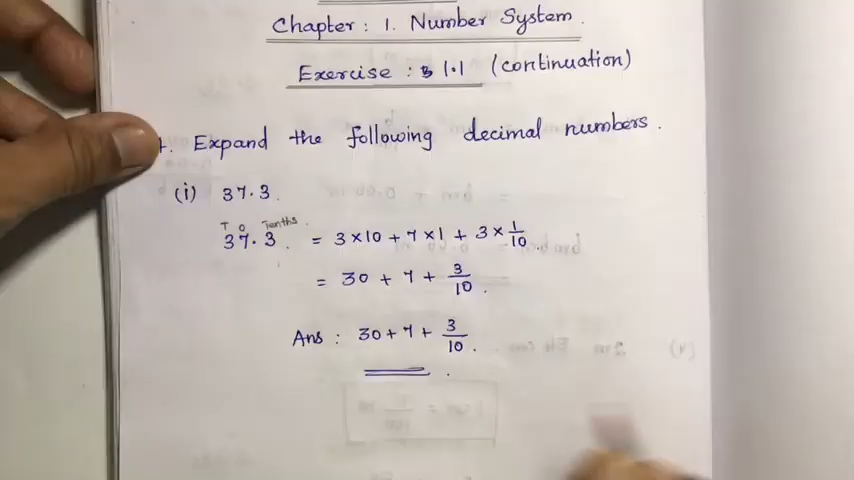 Chapter : 1. Number System.
Exercise : 1.1 (continuation)
4. Expand the following decimal numbers.
(i) 37.3
T O Tenths
37.3. = 3×10 + 7×1 + 3× 1/10
= 30 + 7 + 3/10.
Ans : 30 + 7 + 3/10.